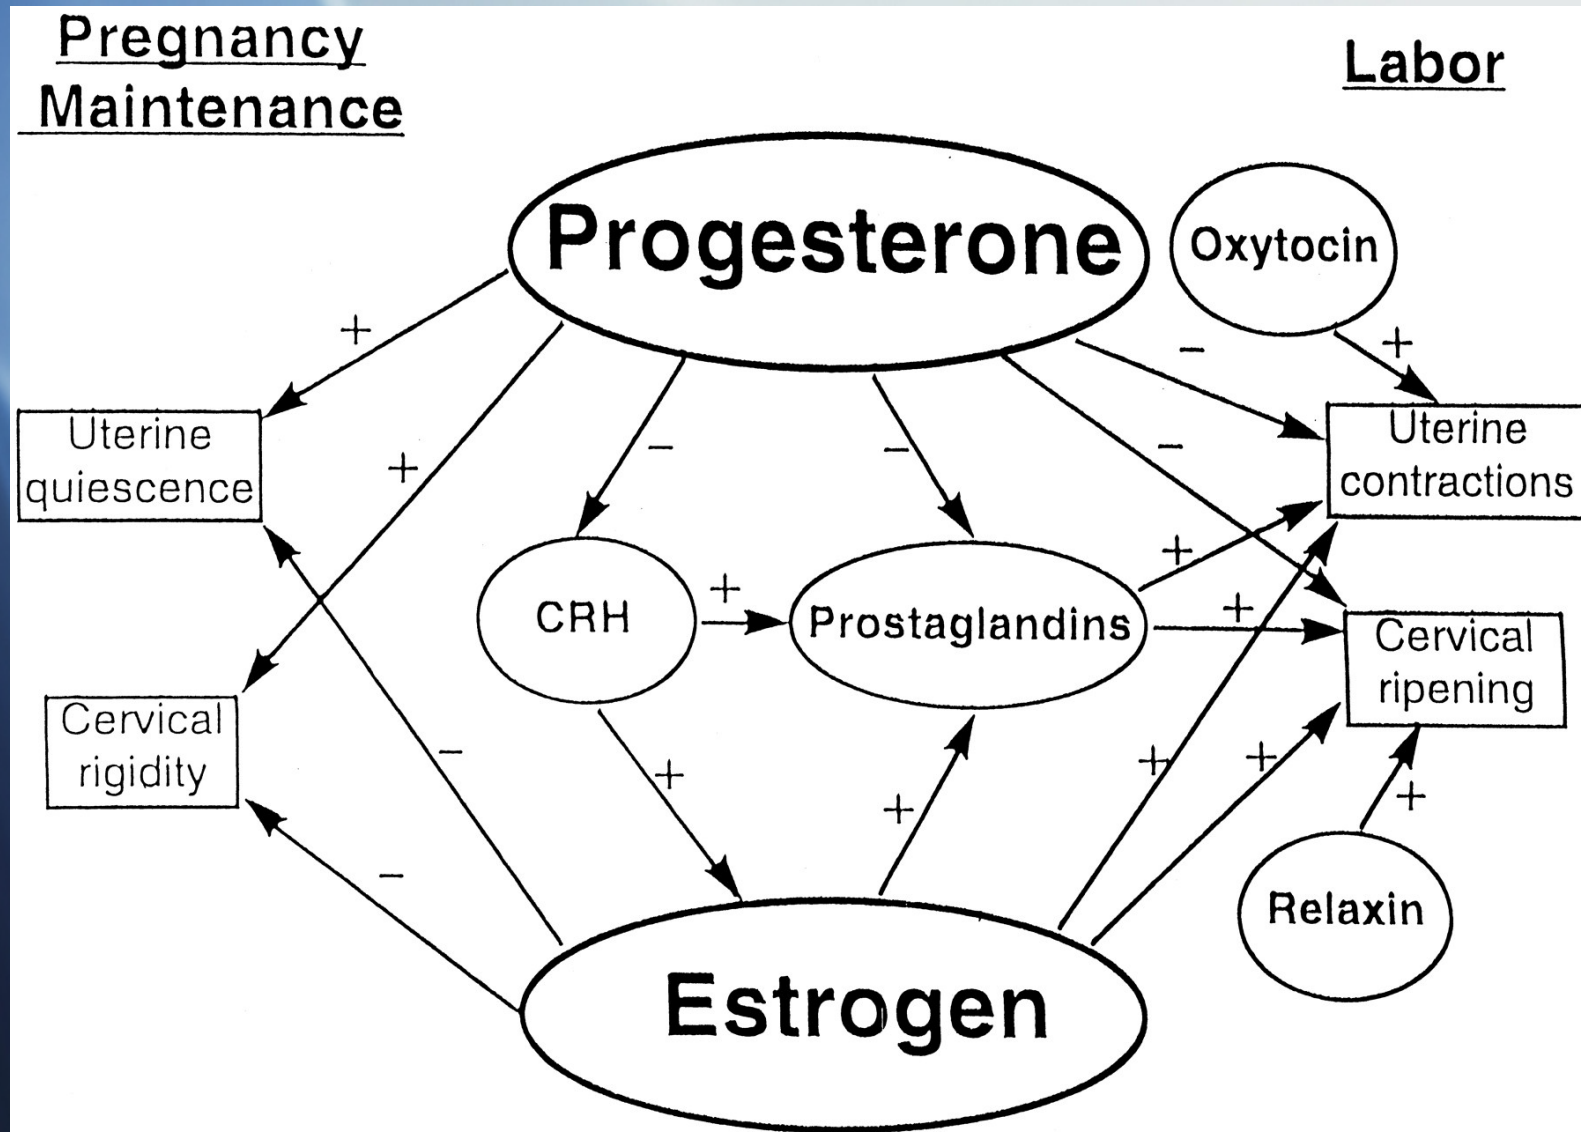 Pregnancy
Maintenance
Labor
Progesterone
Oxytocin
+
+
-
-
-
-
+
Uterine
quiescence
Uterine
contractions
+
+
+
CRH
Prostaglandins
Cervical
ripening
Cervical
rigidity
-
+
+
+
+
+
-
Relaxin
Estrogen